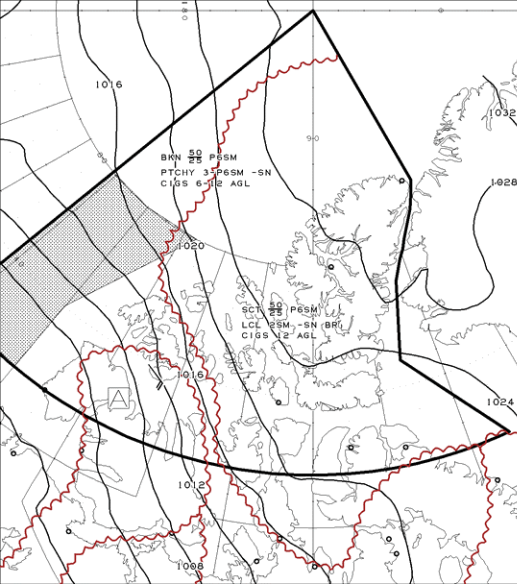 1016
1032
90
BKN 50/25 P6SM
PTCHY 3-P6SM -SN
CIGS 6-12 AGL
1028
1020
SCT 50/25 P6SM
LCL 2SM -SN BR
CIGS 12 AGL
1016
1024
1012
1008